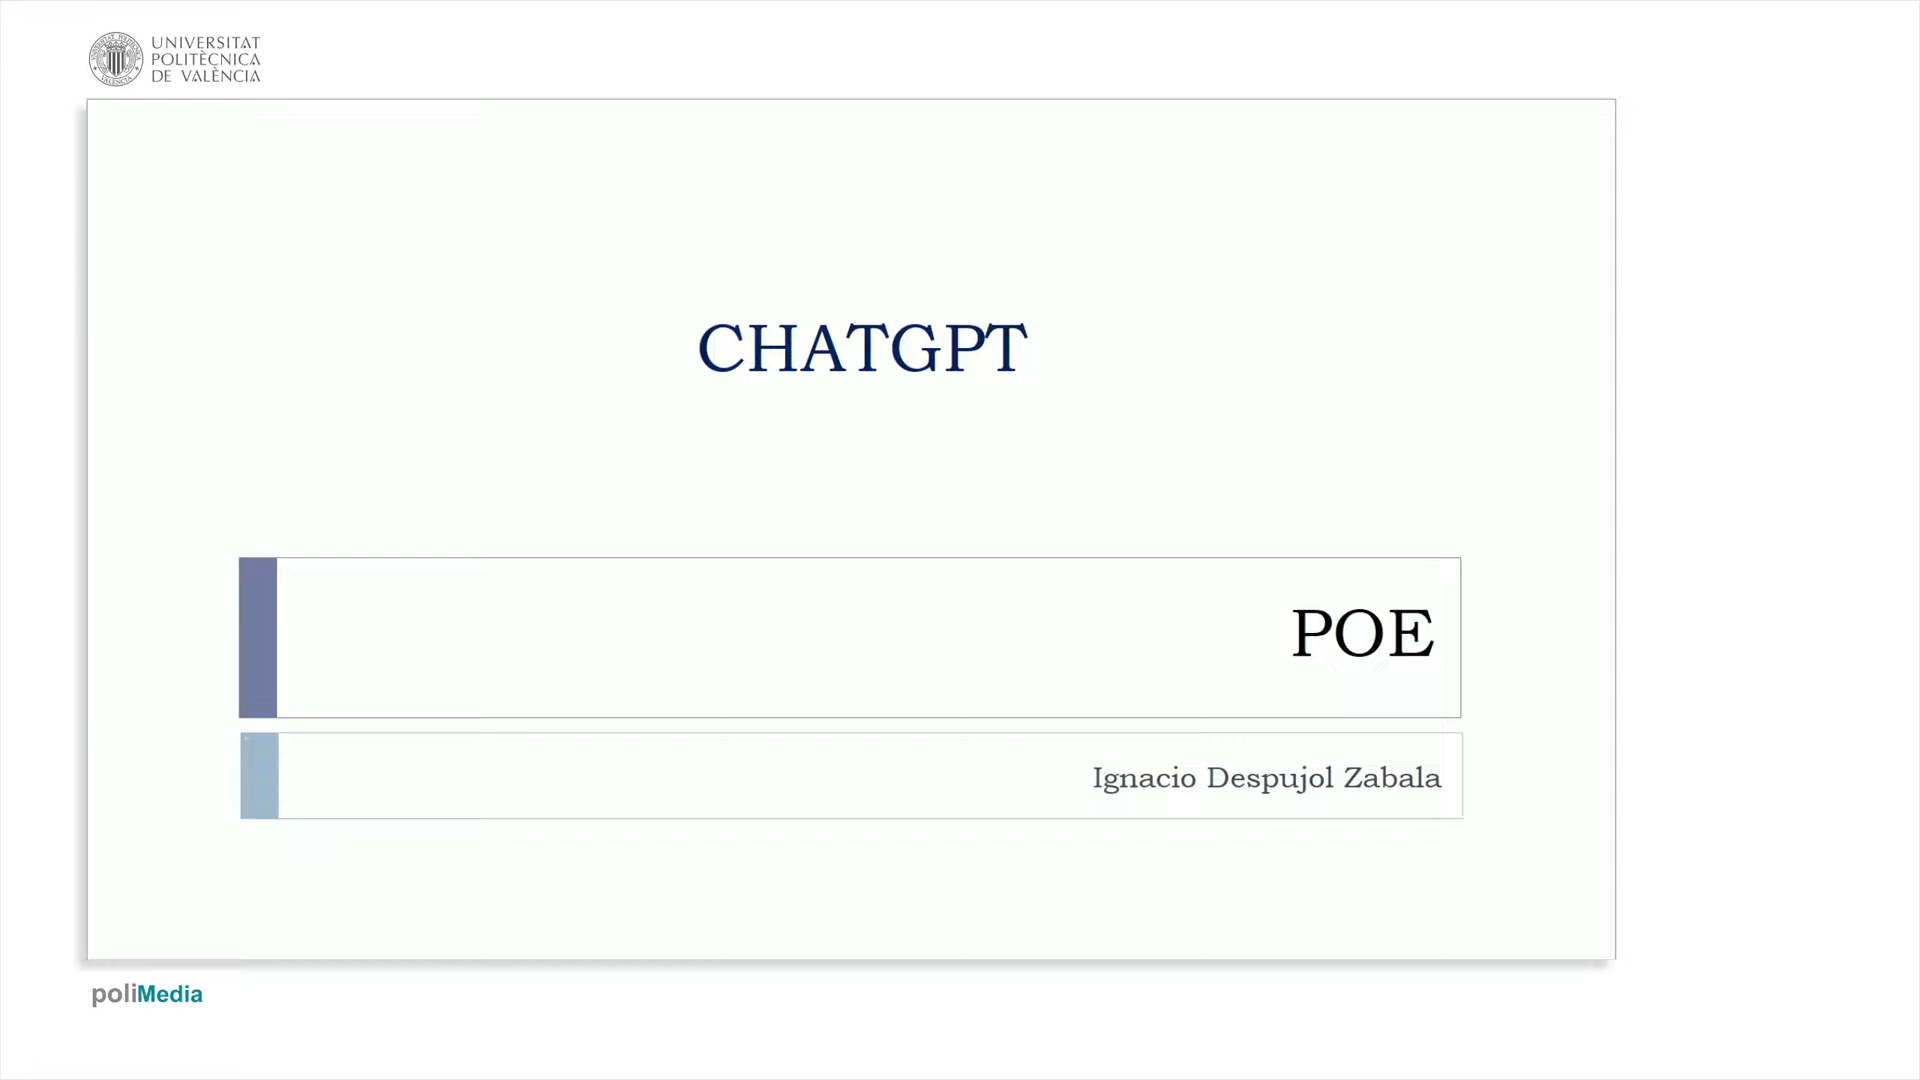 UNIVERSITAT
POLITÈCNICA
DE VALÈNCIA
CHATGPT
POE
Ignacio Despujol Zabala
poliMedia